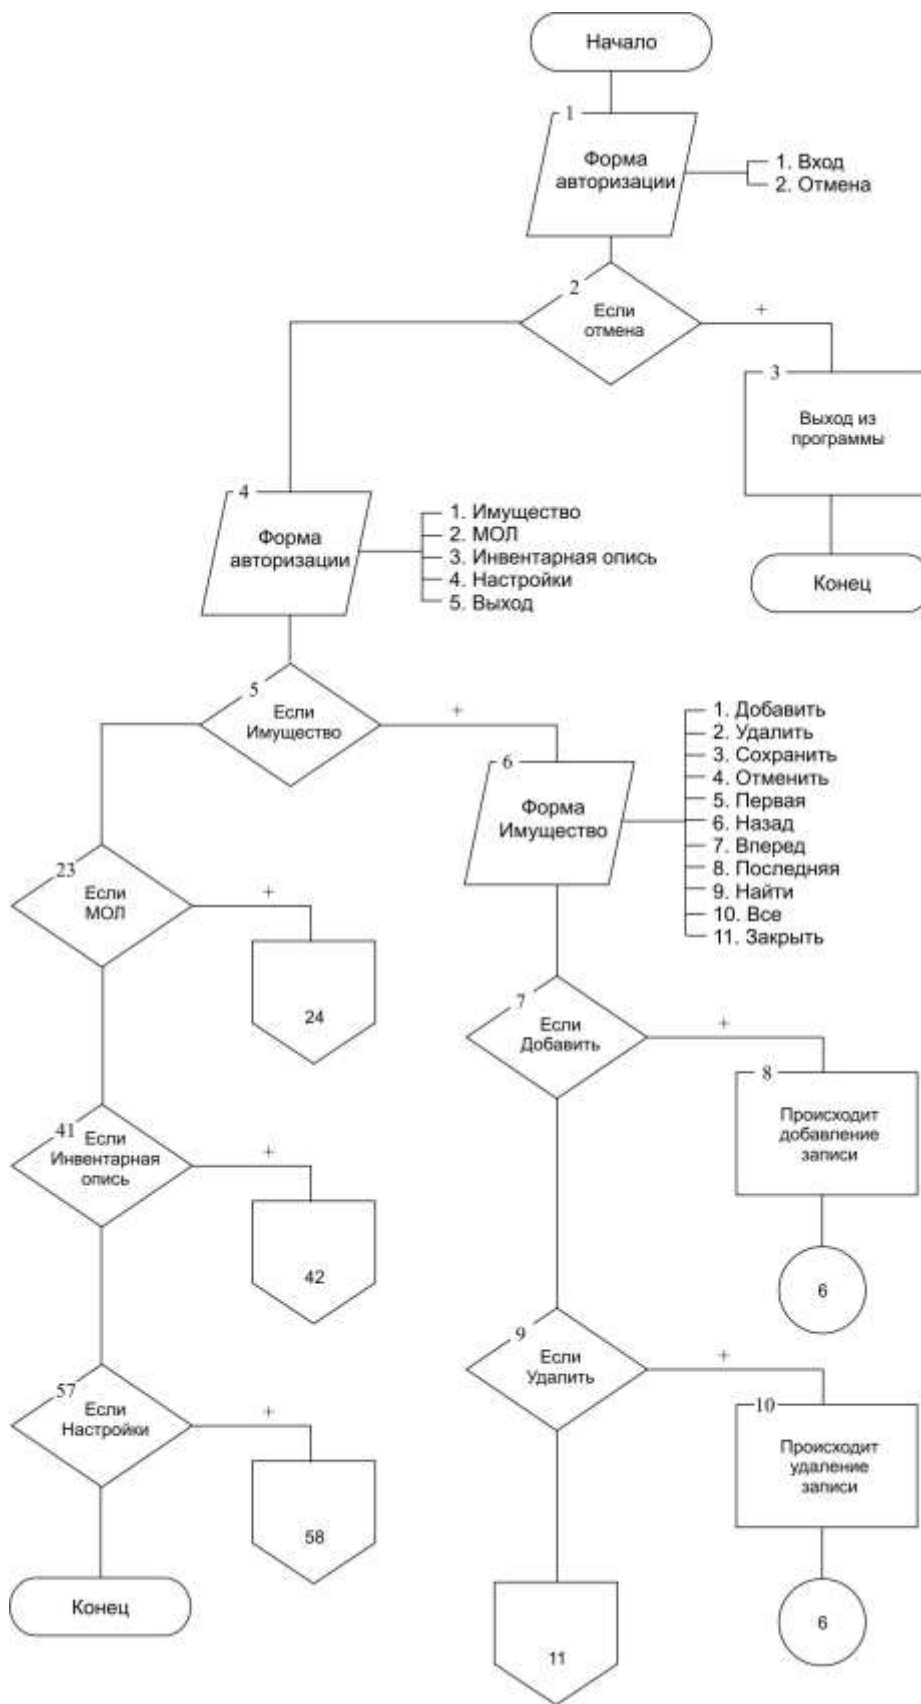 Начало
1
Форма
авторизации
1. Вход
2. Отмена
2
Если
отмена
+
3
Выход из
программы
Конец
4
Форма
авторизации
1. Имущество
2. МОЛ
3. Инвентарная опись
4. Настройки
5. Выход
5
Если
Имущество
+
6
Форма
Имущество
1. Добавить
2. Удалить
3. Сохранить
4. Отменить
5. Первая
6. Назад
7. Вперед
8. Последняя
9. Найти
10. Все
11. Закрыть
23
Если
МОЛ
+
24
7
Если
Добавить
+
8
Происходит
добавление
записи
6
41
Если
Инвентарная
опись
+
42
9
Если
Удалить
+
10
Происходит
удаление
записи
6
57
Если
Настройки
+
58
Конец
11